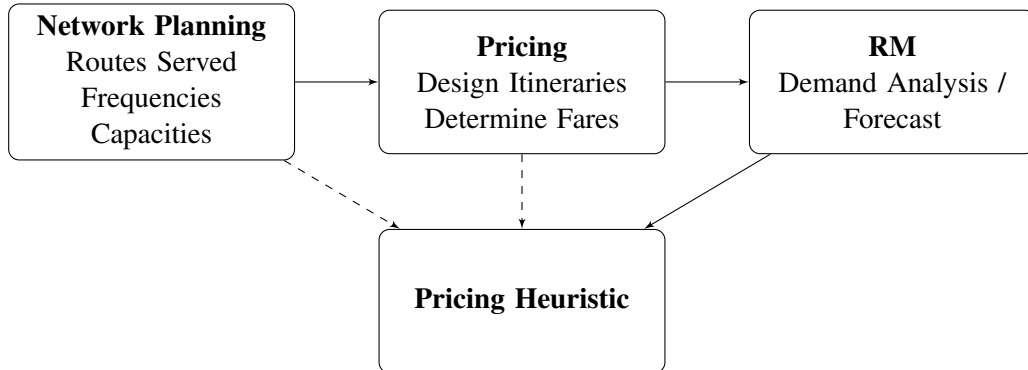 Network Planning
Routes Served
Frequencies
Capacities
Pricing
Design Itineraries
Determine Fares
RM
Demand Analysis /
Forecast
Pricing Heuristic